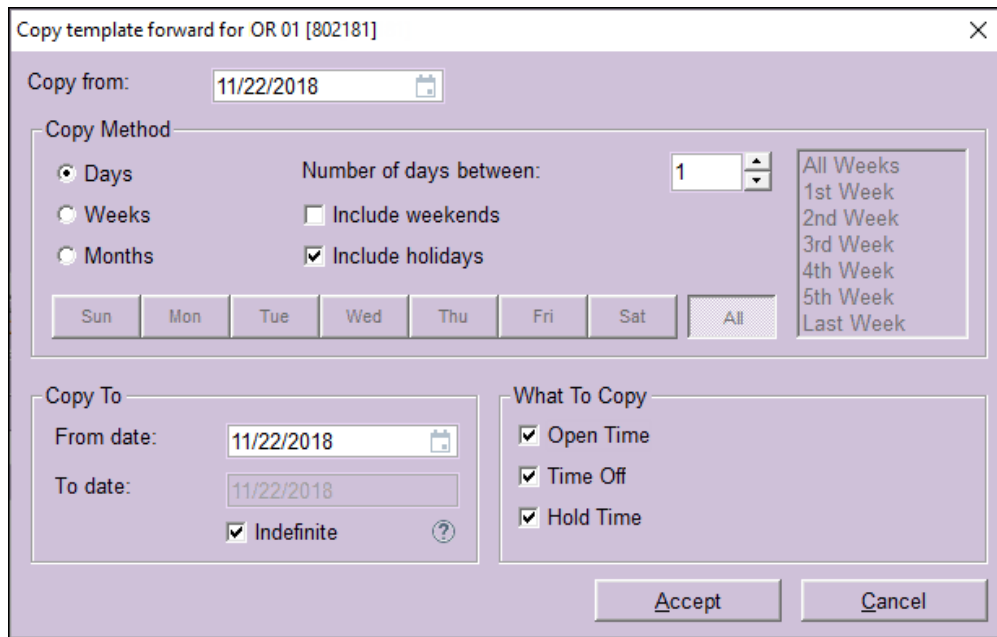 Copy template forward for OR 01 [802181]
Copy from: 11/22/2018
Copy Method
Days
Number of days between: 1
Weeks
Include weekends
Months
Include holidays
All Weeks
1st Week
2nd Week
3rd Week
4th Week
5th Week
Last Week
Sun Mon Tue Wed Thu Fri Sat All
Copy To
From date: 11/22/2018
To date: 11/22/2018
Indefinite ?
What To Copy
Open Time
Time Off
Hold Time
Accept Cancel